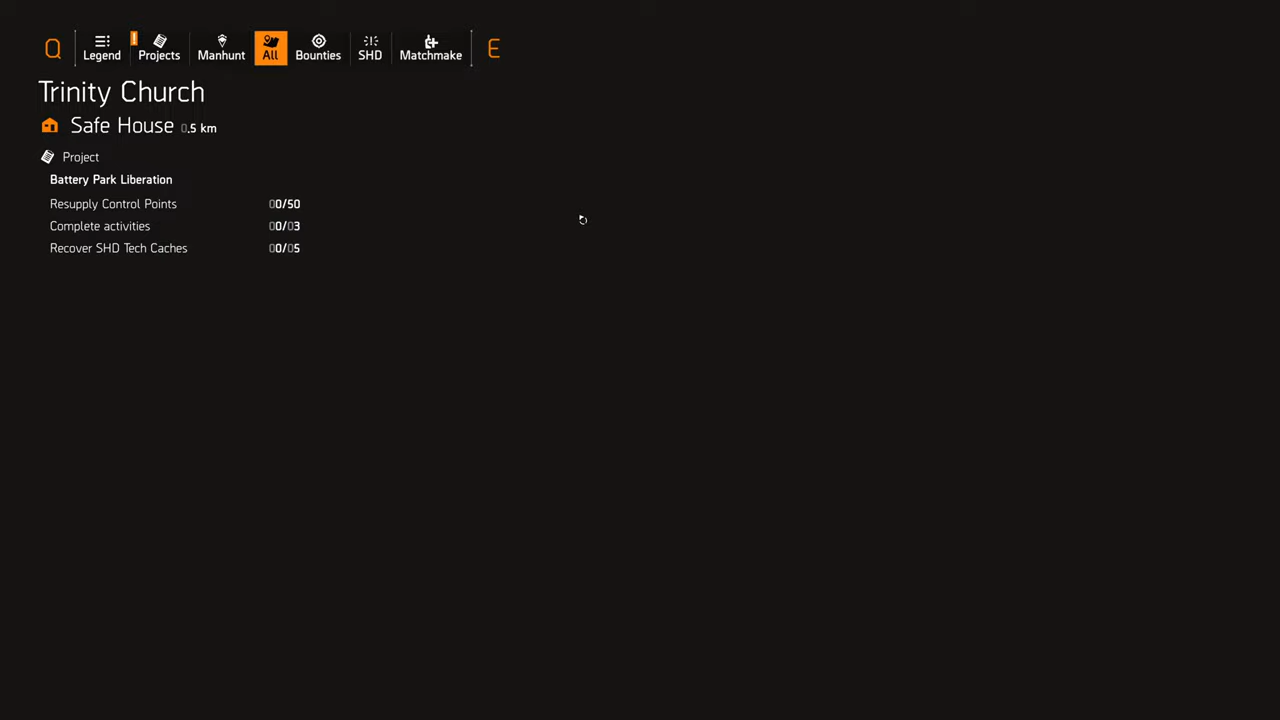 Q Legend ! Projects Manhunt All Bounties SHD Matchmake E
Trinity Church
Safe House 0.5 km
Project
Battery Park Liberation
Resupply Control Points 00/50
Complete activities 00/03
Recover SHD Tech Caches 00/05